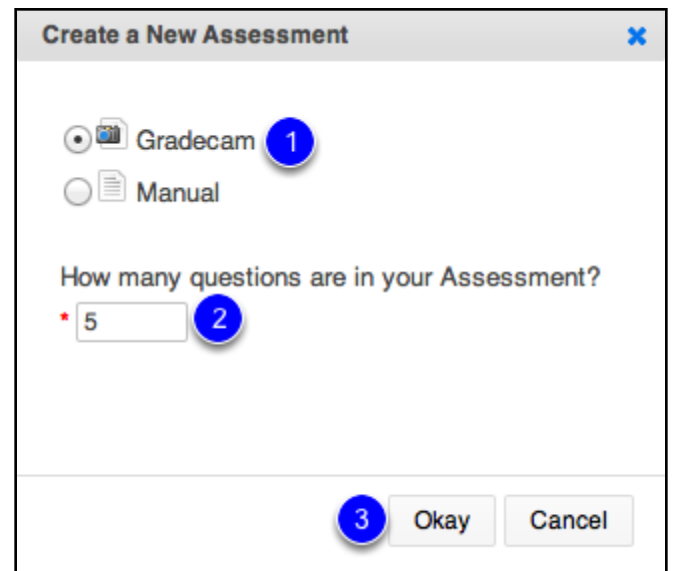 Create a New Assessment
Gradecam 1
Manual
How many questions are in your Assessment?
* 5 2
3 Okay Cancel